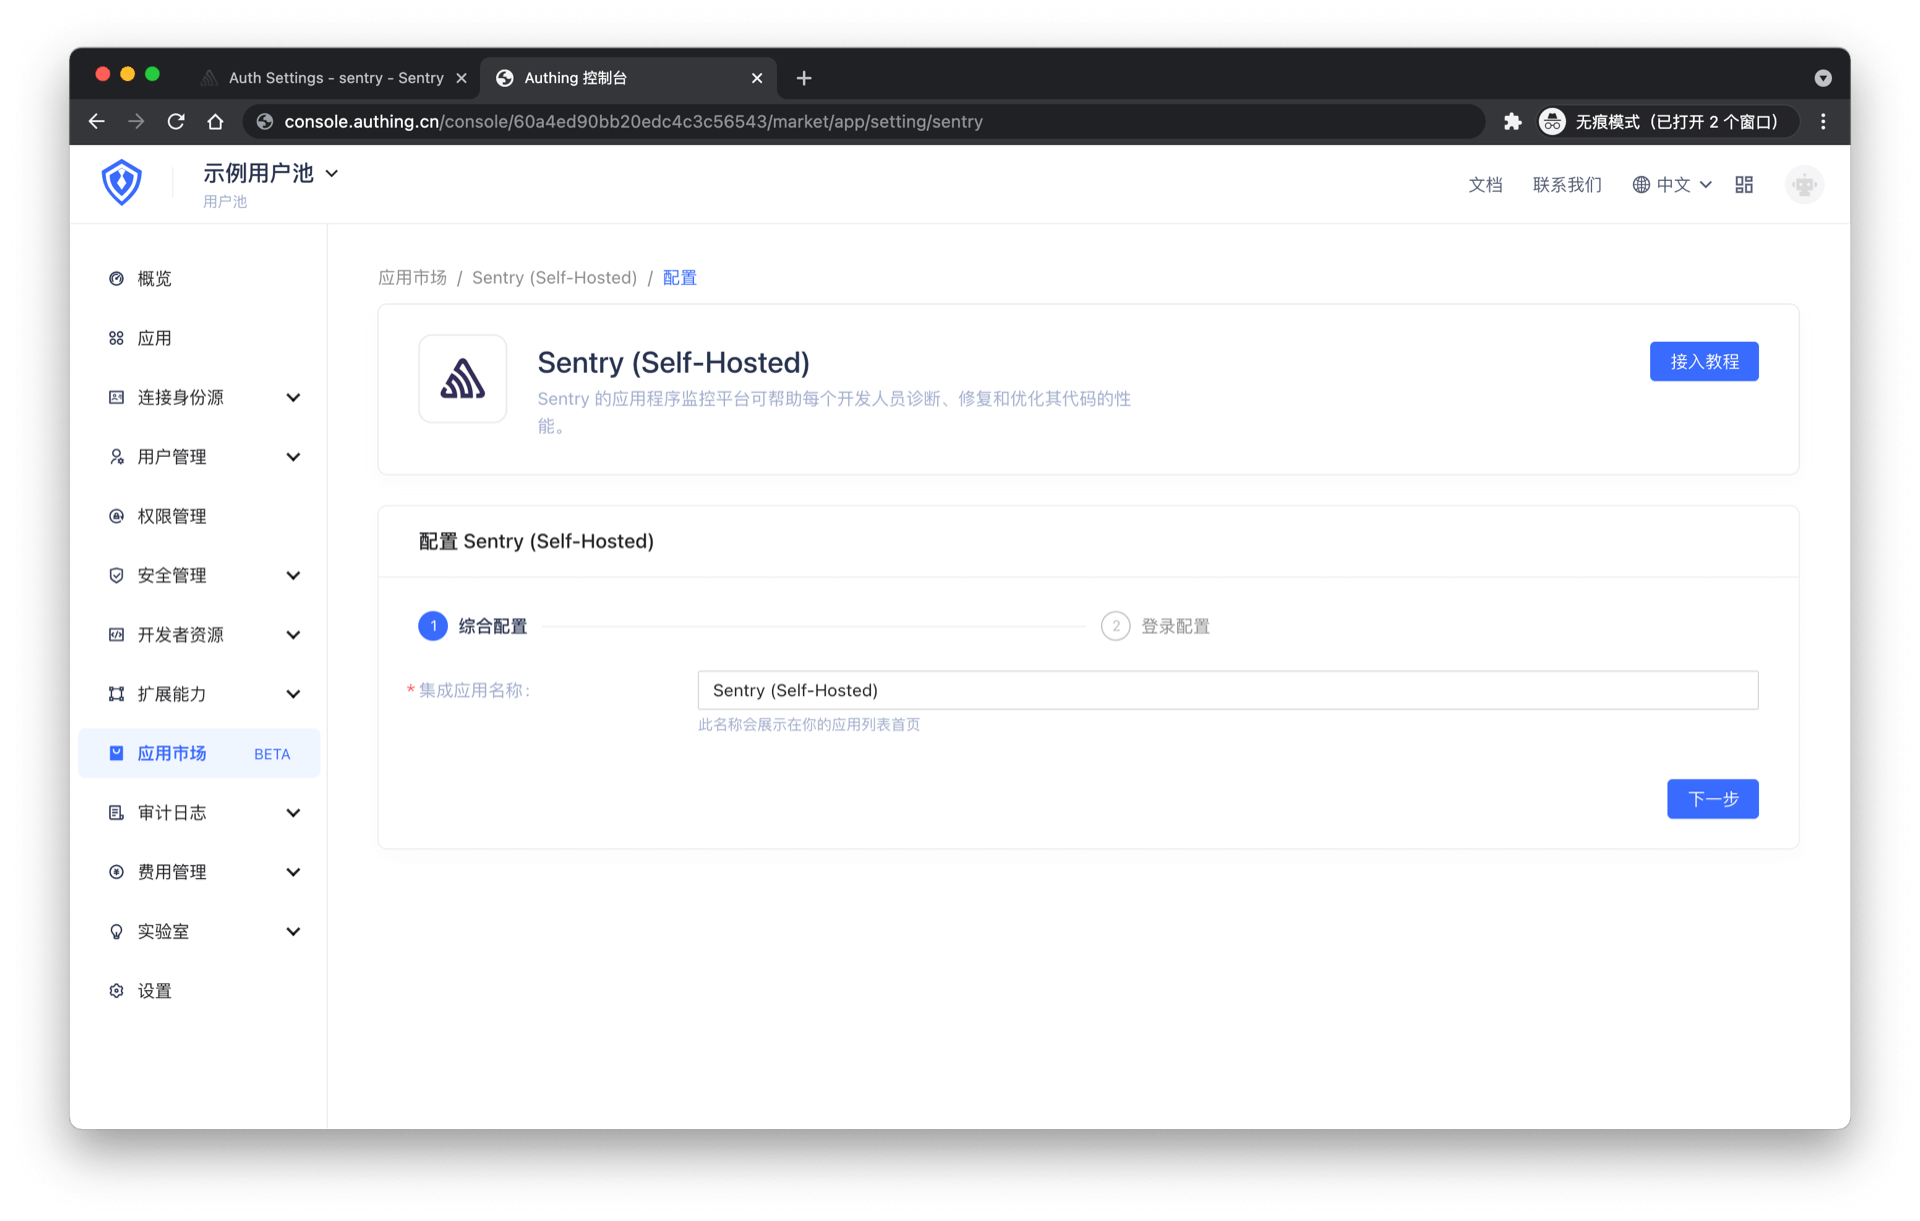 Auth Settings - sentry - Sentry
Authing 控制台
console.authing.cn/console/60a4ed90bb20edc4c3c56543/market/app/setting/sentry
无痕模式（已打开 2 个窗口）
示例用户池
用户池
文档
联系我们
中文
概览
应用
连接身份源
用户管理
权限管理
安全管理
开发者资源
扩展能力
应用市场 BETA
审计日志
费用管理
实验室
设置
应用市场 / Sentry (Self-Hosted) / 配置
Sentry (Self-Hosted)
Sentry 的应用程序监控平台可帮助每个开发人员诊断、修复和优化其代码的性
能。
接入教程
配置 Sentry (Self-Hosted)
1 综合配置
2 登录配置
* 集成应用名称:
Sentry (Self-Hosted)
此名称会展示在你的应用列表首页
下一步